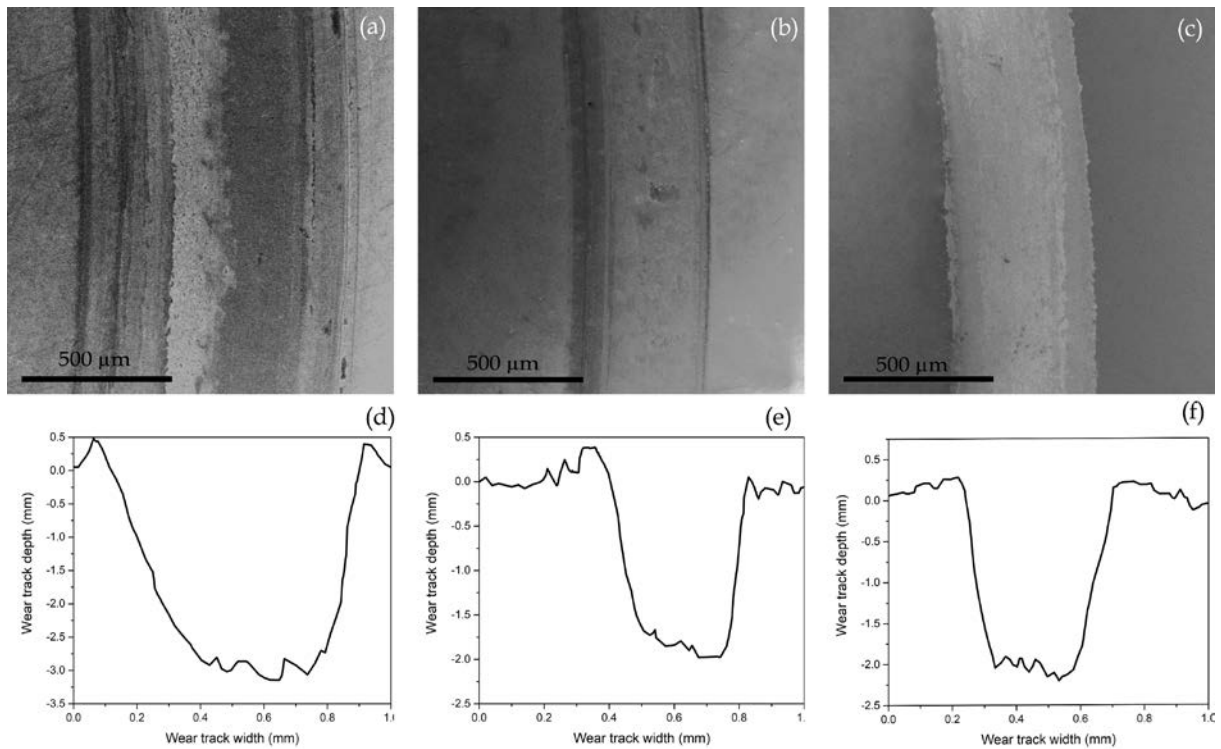 (a)
500 µm
(b)
500 µm
(c)
500 µm
(d)
0.5
0.0
-0.5
-1.0
-1.5
-2.0
-2.5
-3.0
-3.5
Wear track depth (mm)
0.0 0.2 0.4 0.6 0.8 1.(
Wear track width (mm)
(e)
0.5
0.0
-0.5
-1.0
-1.5
-2.0
-2.5
Wear track depth (mm)
0.0 0.2 0.4 0.6 0.8 1.
Wear track width (mm)
(f)
0.5
0.0
-0.5
-1.0
-1.5
-2.0
-2.5
Wear track depth (mm)
0.0 0.2 0.4 0.6 0.8 1.0
Wear track width (mm)